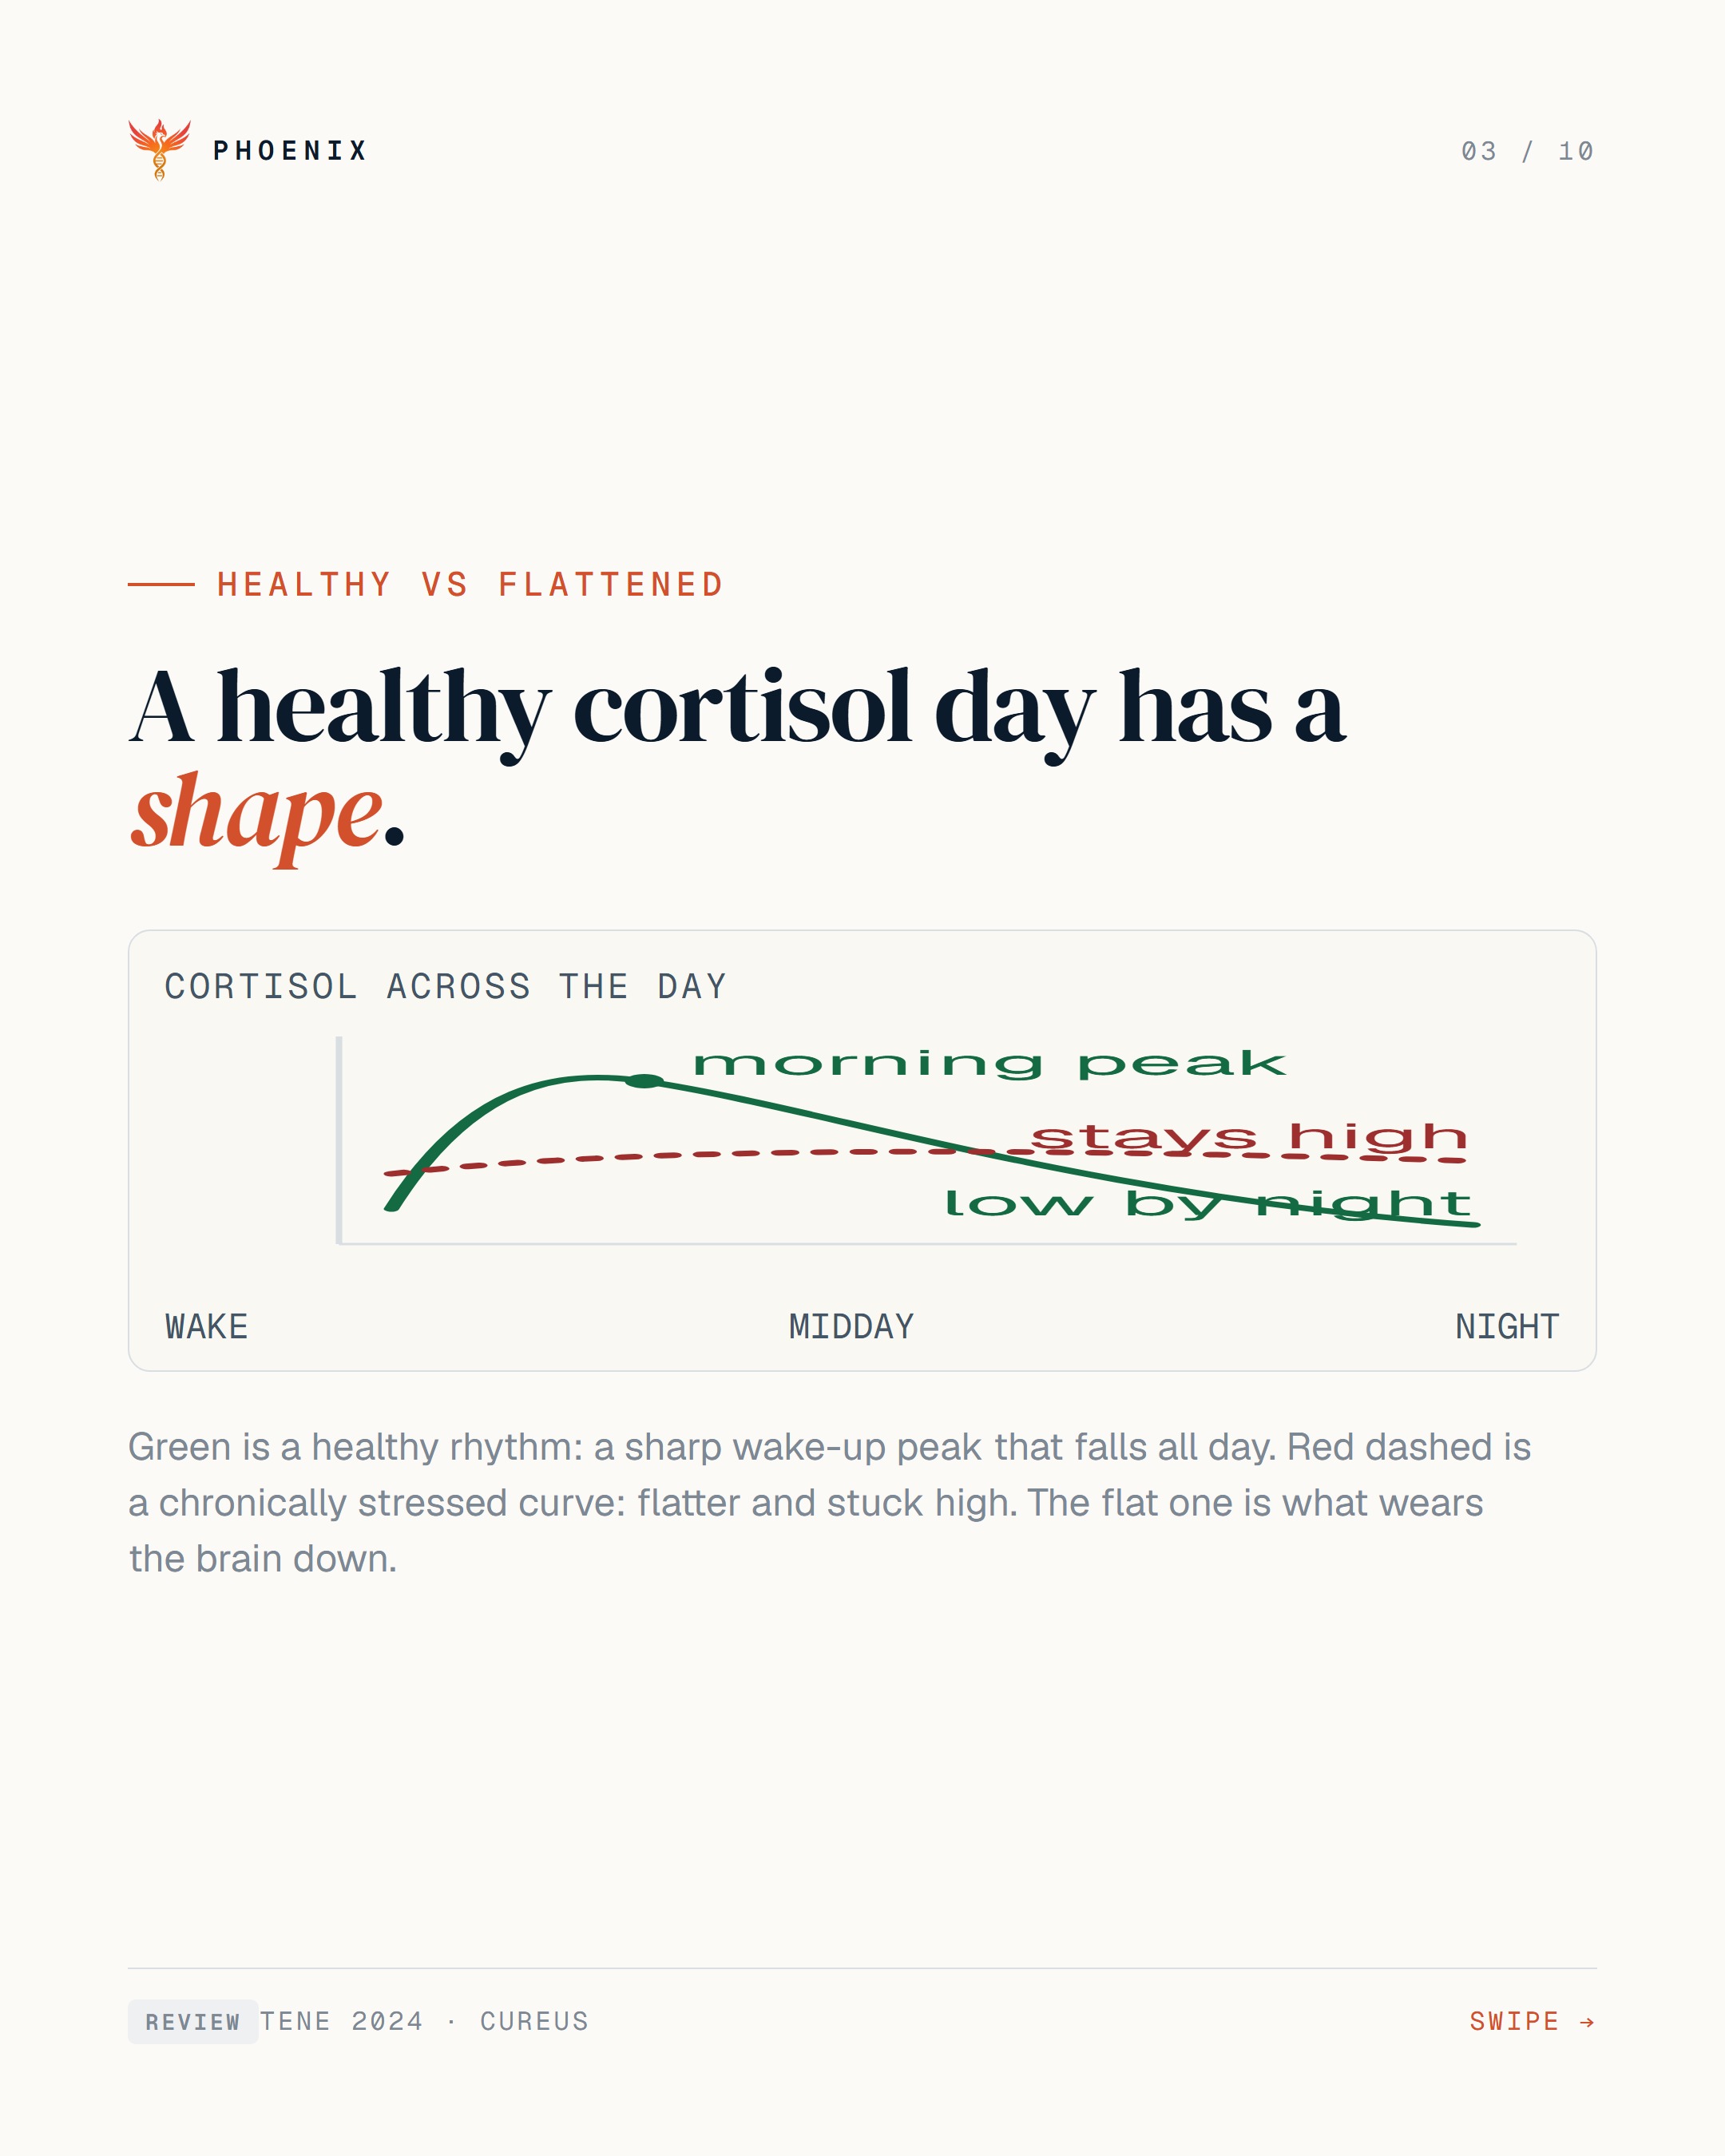 PHOENIX
03 / 10
HEALTHY VS FLATTENED
A healthy cortisol day has a
shape.
CORTISOL ACROSS THE DAY
morning peak
stays high
low by night
WAKE
MIDDAY
NIGHT
Green is a healthy rhythm: a sharp wake-up peak that falls all day. Red dashed is
a chronically stressed curve: flatter and stuck high. The flat one is what wears
the brain down.
REVIEW TENE 2024 · CUREUS
SWIPE →